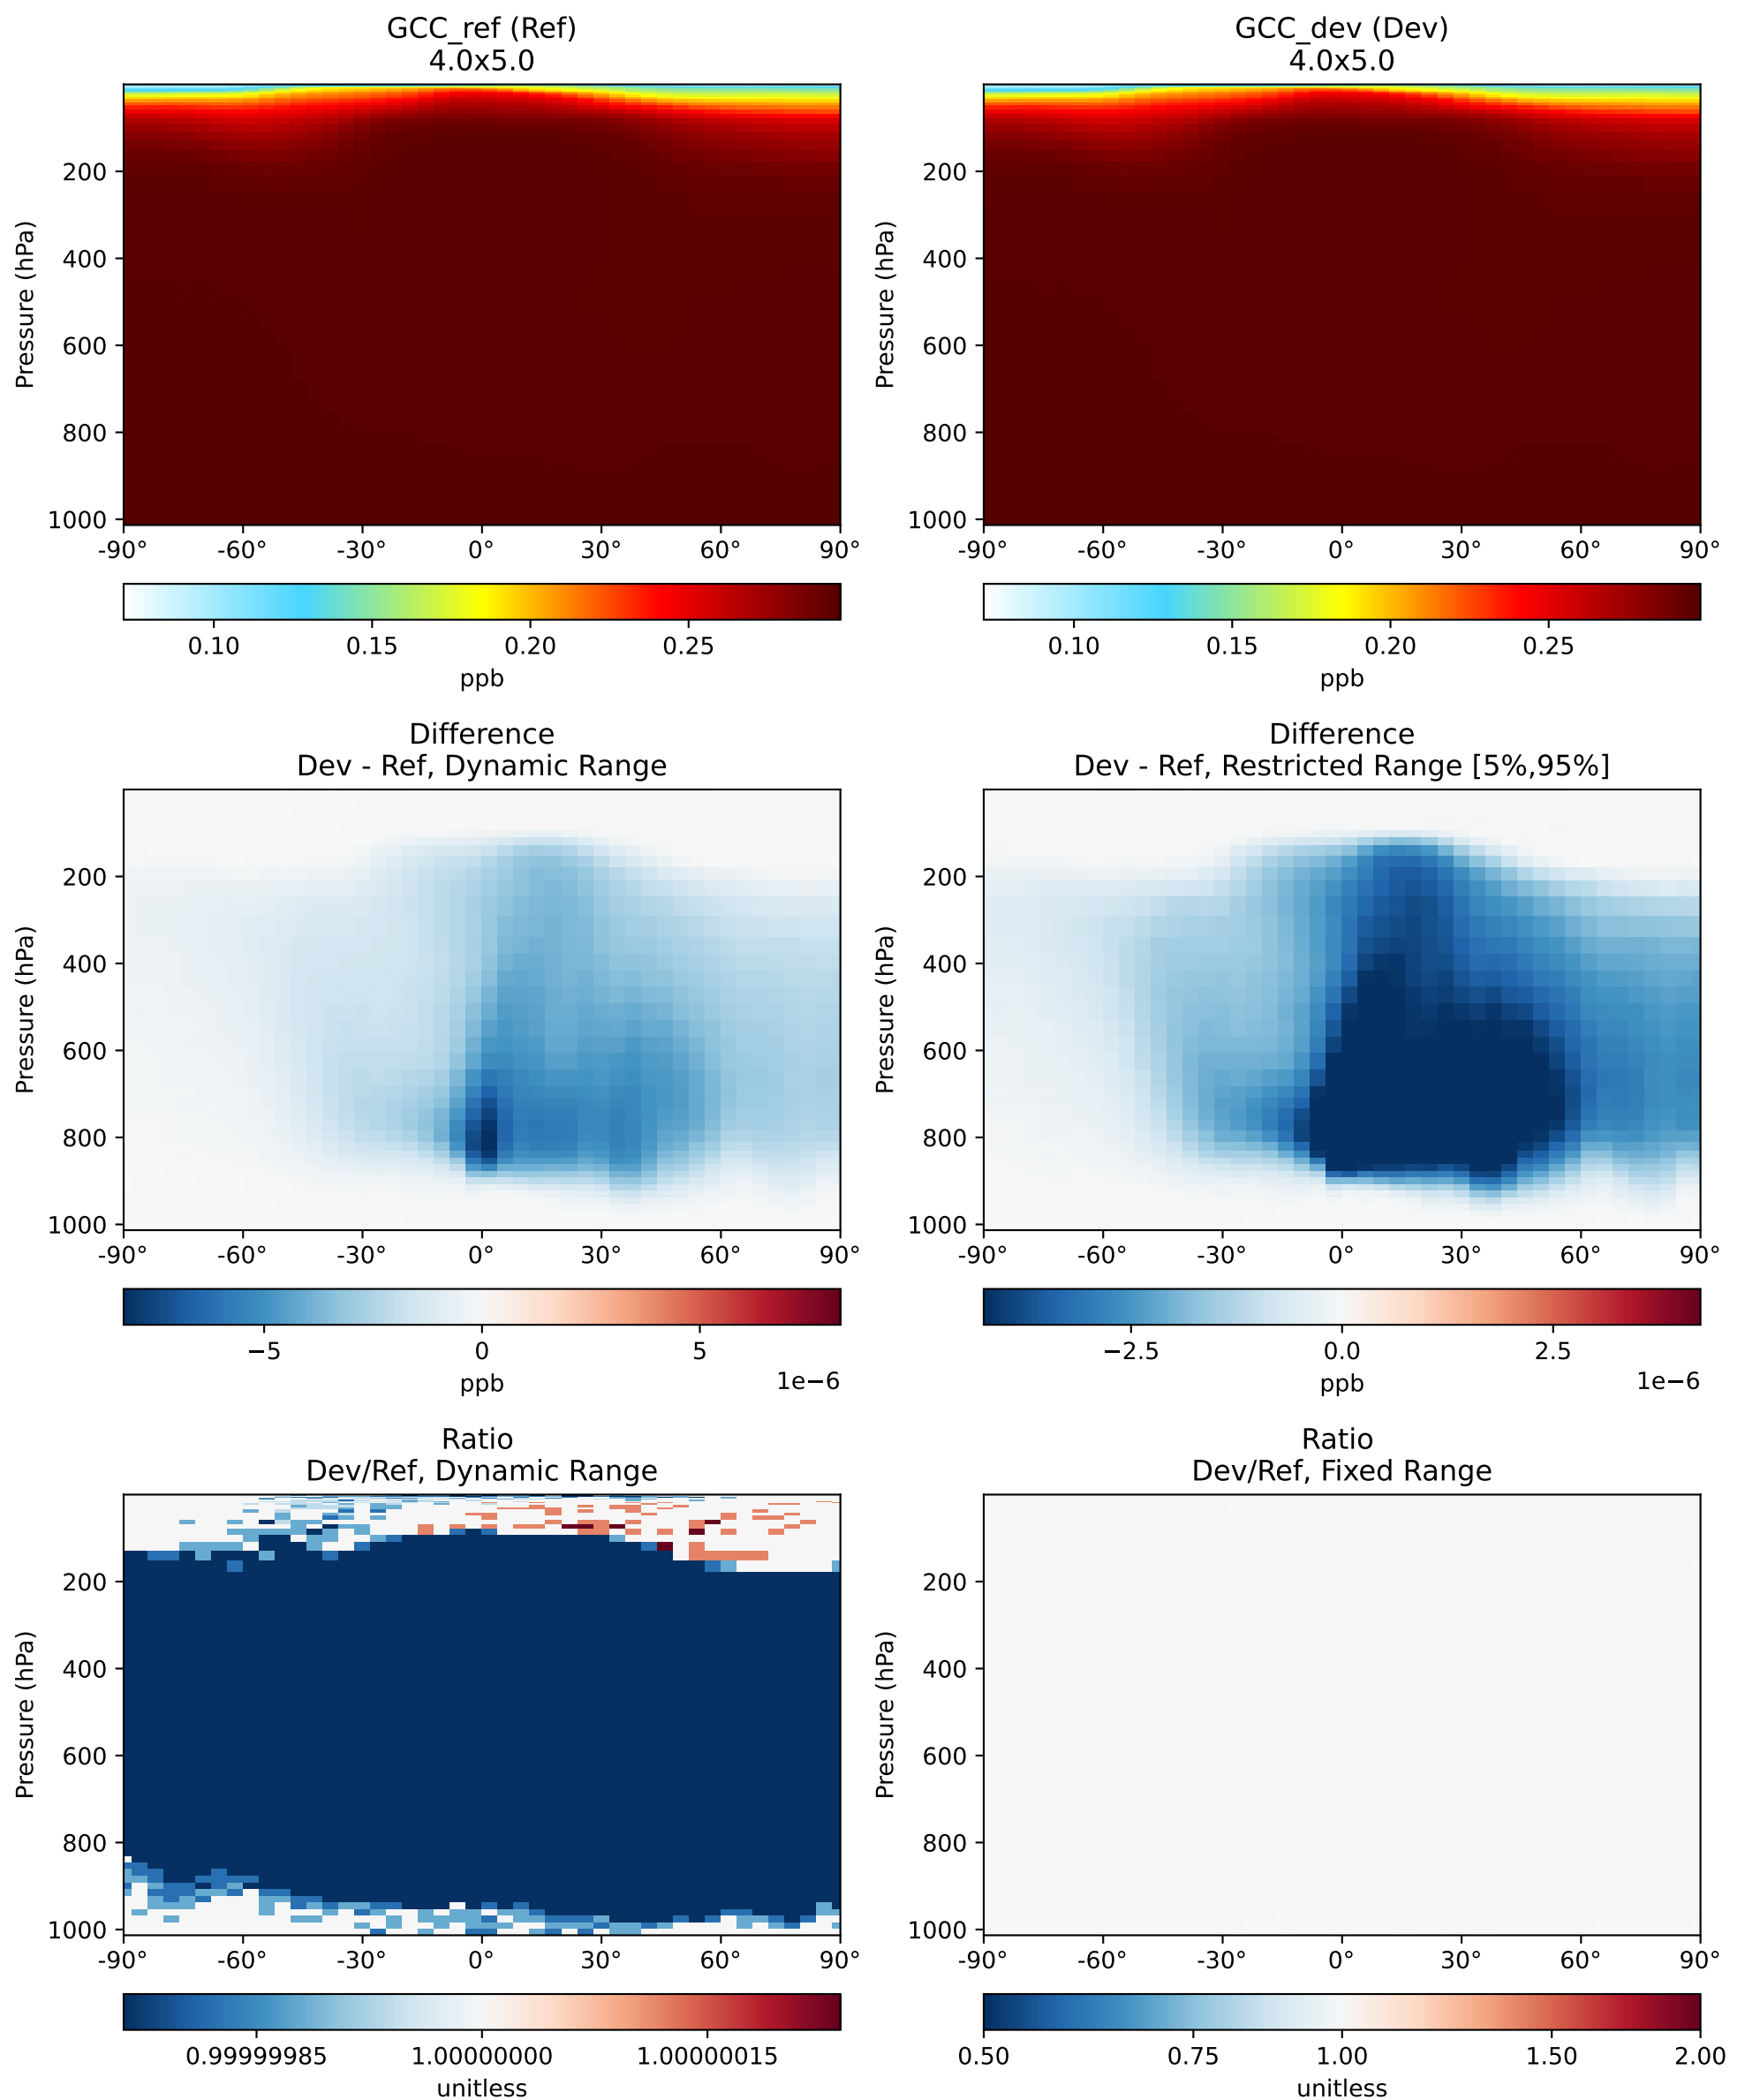 GCC_ref (Ref)
4.0x5.0
Pressure (hPa)
200
400
600
800
1000
-90° -60° -30° 0° 30° 60° 90°
0.10 0.15 0.20 0.25
ppb
GCC_dev (Dev)
4.0x5.0
Pressure (hPa)
200
400
600
800
1000
-90° -60° -30° 0° 30° 60° 90°
0.10 0.15 0.20 0.25
ppb
Difference
Dev - Ref, Dynamic Range
Pressure (hPa)
200
400
600
800
1000
-90° -60° -30° 0° 30° 60° 90°
−5 0 5
1e−6
ppb
Difference
Dev - Ref, Restricted Range [5%,95%]
Pressure (hPa)
200
400
600
800
1000
-90° -60° -30° 0° 30° 60° 90°
−2.5 0.0 2.5
1e−6
ppb
Ratio
Dev/Ref, Dynamic Range
Pressure (hPa)
200
400
600
800
1000
-90° -60° -30° 0° 30° 60° 90°
0.99999985 1.00000000 1.00000015
unitless
Ratio
Dev/Ref, Fixed Range
Pressure (hPa)
200
400
600
800
1000
-90° -60° -30° 0° 30° 60° 90°
0.50 0.75 1.00 1.50 2.00
unitless